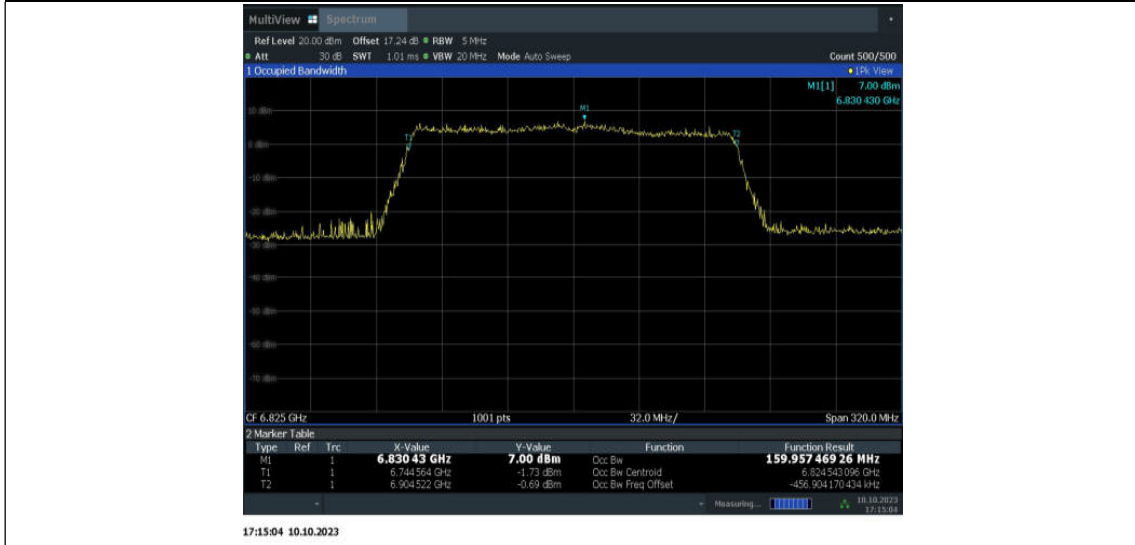 MultiView Spectrum
Ref Level 20.00 dBm Offset 17.24 dB RBW 5 MHz
Att 30 dB SWT 1.01 ms VBW 20 MHz Mode Auto Sweep Count 500/500
1 Occupied Bandwidth 1Pk View
M1[1] 7.00 dBm
6.830 430 GHz
10 dBm
M1
T1
T2
0 dBm
-10 dBm
-20 dBm
-30 dBm
-40 dBm
-50 dBm
-60 dBm
-70 dBm
CF 6.825 GHz 1001 pts 32.0 MHz/ Span 320.0 MHz
2 Marker Table
Type Ref Trc X-Value Y-Value Function Function Result
M1 1 6.830 43 GHz 7.00 dBm Occ Bw 159.957 469 26 MHz
T1 1 6.744 564 GHz -1.73 dBm Occ Bw Centroid 6.824 543 096 GHz
T2 1 6.904 522 GHz -0.69 dBm Occ Bw Freq Offset -456.904 170 434 kHz
Measuring... 10.10.2023
17:15:04
17:15:04 10.10.2023